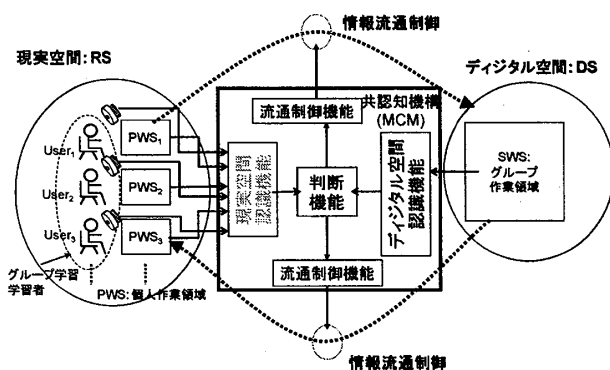 情報流通制御
現実空間:RS
ディジタル空間:DS
流通制御機能
共認知機構
(MCM)
User1
PWS1
User2
PWS2
User3
PWS3
現実空間
認識機能
判断
機能
ディジタル空間
認識機能
SWS:
グループ
作業領域
グループ学習
学習者
PWS:個人作業領域
流通制御機能
情報流通制御